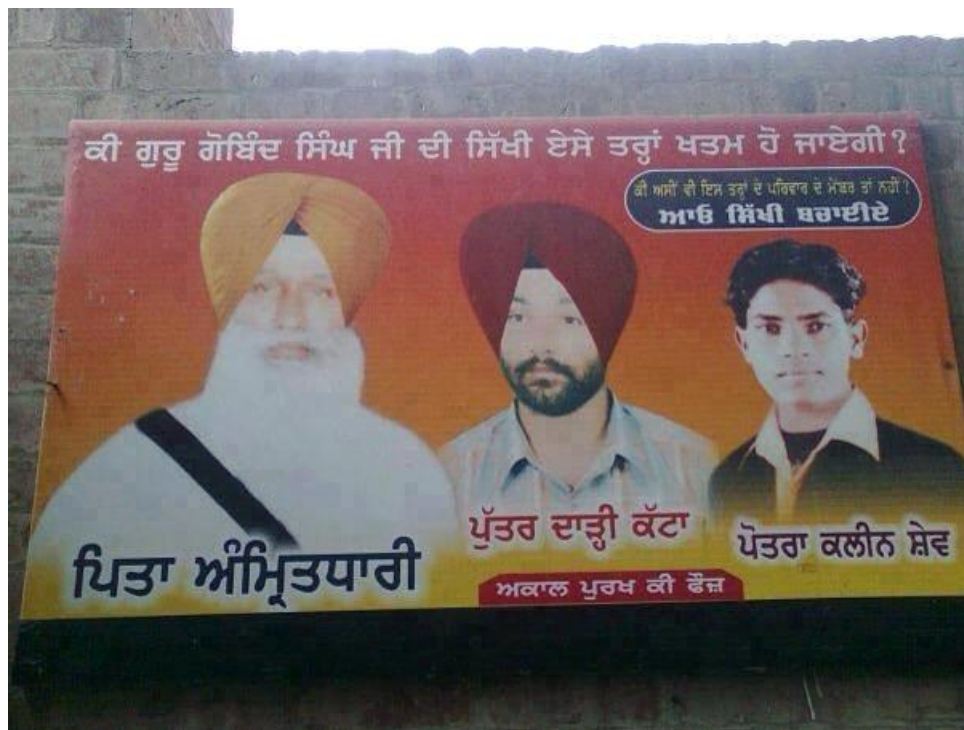 ਕੀ ਗੁਰੂ ਗੋਬਿੰਦ ਸਿੰਘ ਜੀ ਦੀ ਸਿੱਖੀ ਏਸੇ ਤਰ੍ਹਾਂ ਖਤਮ ਹੋ ਜਾਏਗੀ?
ਕੀ ਅਸੀਂ ਵੀ ਇਸ ਤਰ੍ਹਾਂ ਦੇ ਪਰਿਵਾਰ ਦੇ ਮੈਂਬਰ ਤਾਂ ਨਹੀਂ?
ਆਓ ਸਿੱਖੀ ਬਚਾਈਏ
ਪਿਤਾ ਅੰਮ੍ਰਿਤਧਾਰੀ
ਪੁੱਤਰ ਦਾੜ੍ਹੀ ਕੱਟਾ
ਪੋਤਰਾ ਕਲੀਨ ਸ਼ੇਵ
ਅਕਾਲ ਪੁਰਖ ਕੀ ਫੌਜ਼